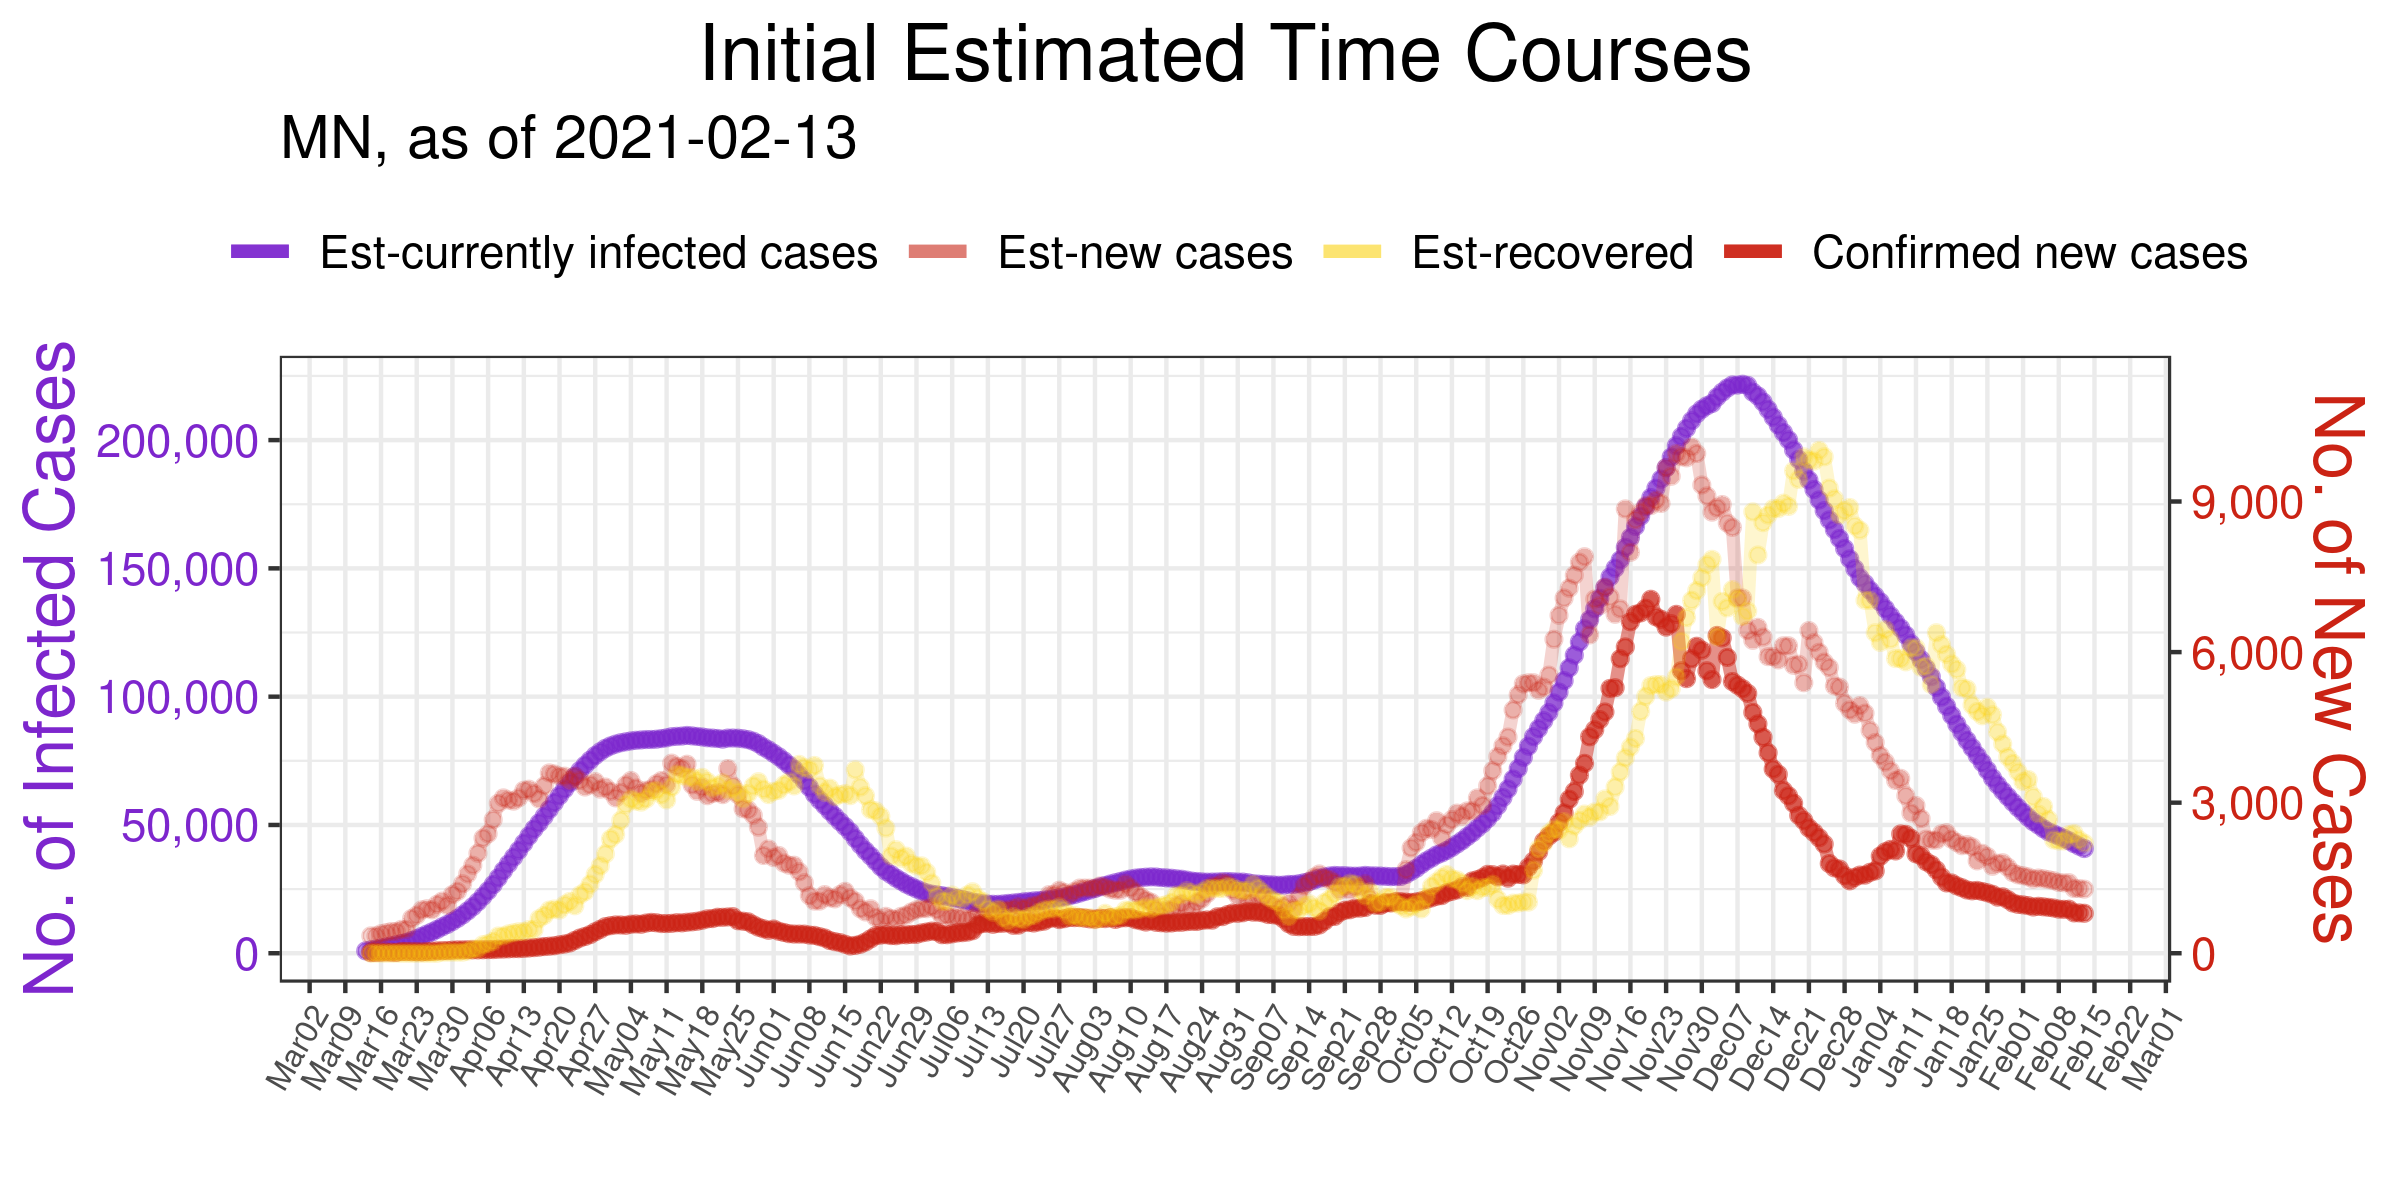 Initial Estimated Time Courses
MN, as of 2021-02-13
Est-currently infected cases Est-new cases Est-recovered Confirmed new cases
No. of Infected Cases
200,000
150,000
100,000
50,000
0
9,000
6,000
3,000
0
No. of New Cases
Mar02 Mar09 Mar16 Mar23 Mar30 Apr06 Apr13 Apr20 Apr27 May04 May11 May18 May25 Jun01 Jun08 Jun15 Jun22 Jun29 Jul06 Jul13 Jul20 Jul27 Aug03 Aug10 Aug17 Aug24 Aug31 Sep07 Sep14 Sep21 Sep28 Oct05 Oct12 Oct19 Oct26 Nov02 Nov09 Nov16 Nov23 Nov30 Dec07 Dec14 Dec21 Dec28 Jan04 Jan11 Jan18 Jan25 Feb01 Feb08 Feb15 Feb22 Mar01